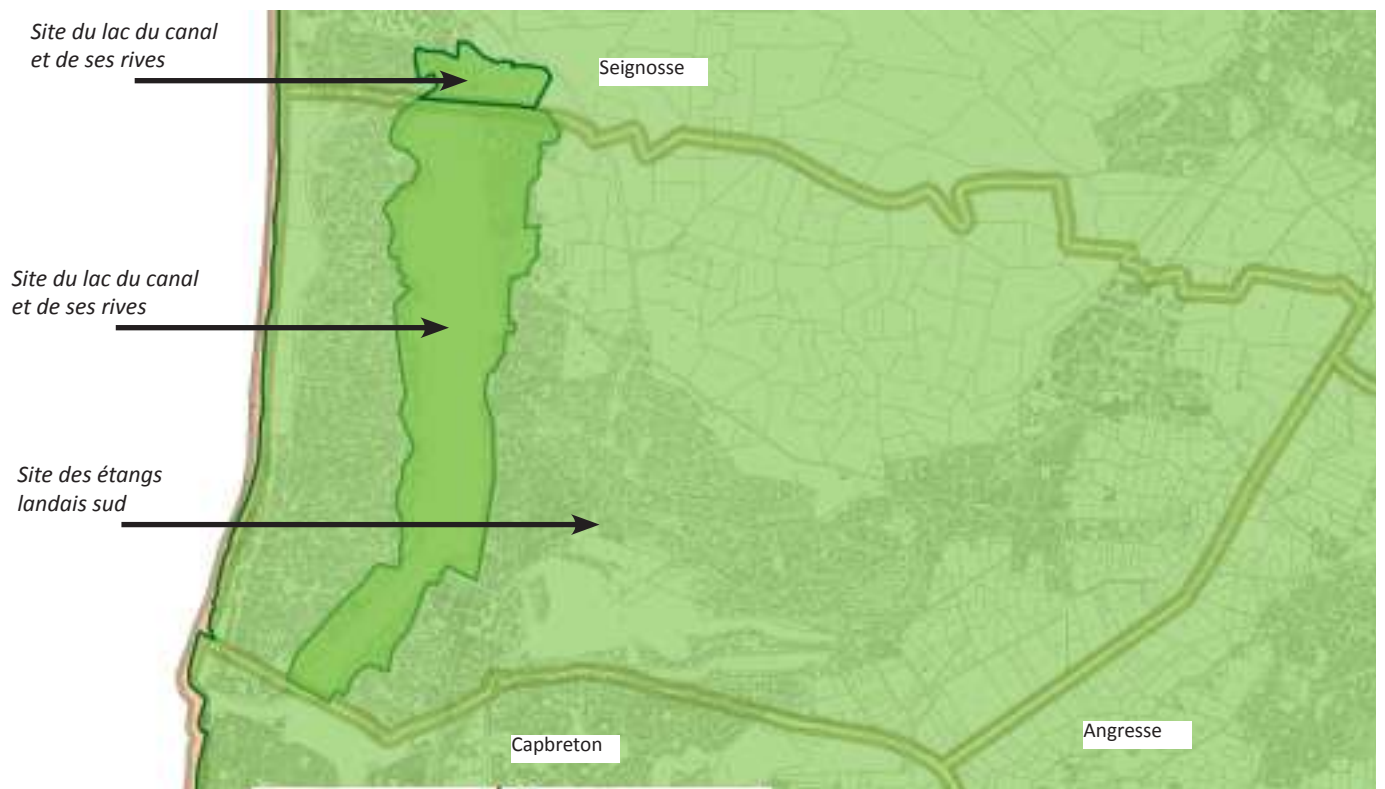 Site du lac du canal
et de ses rives
Seignosse
Site du lac du canal
et de ses rives
Site des étangs
landais sud
Capbreton
Angresse